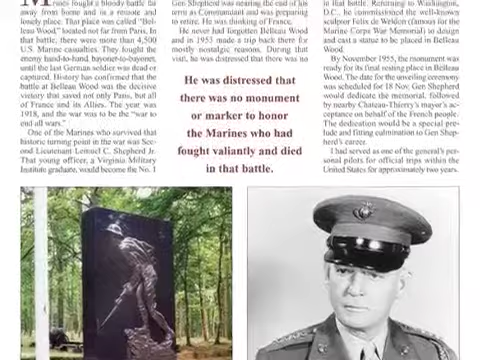 Marines fought a bloody battle far
away from home and in a remote and
lonely place. That place was called "Bel-
leau Wood," located not far from Paris. In
that battle, there were more than 4,500
U.S. Marine casualties. They fought the
enemy hand-to-hand, bayonet-to-bayonet,
until the last German soldier was dead or
captured. History has confirmed that the
battle at Belleau Wood was the decisive
victory that saved not only Paris, but all
of France and its Allies. The year was
1918, and the war was to be the "war to
end all wars."
One of the Marines who survived that
historic turning point in the war was Sec-
ond Lieutenant Lemuel C. Shepherd Jr.
That young officer, a Virginia Military
Institute graduate, would become the No. 1
Gen Shepherd was nearing the end of his
term as Commandant and was preparing
to retire. He was thinking of France.
He never had forgotten Belleau Wood
and in 1953 made a trip back there for
mostly nostalgic reasons. During that
visit, he was distressed that there was no
He was distressed that
there was no monument
or marker to honor
the Marines who had
fought valiantly and died
in that battle.
in that battle. Returning to Washington,
D.C., he commissioned the well-known
sculptor Felix de Weldon (famous for the
Marine Corps War Memorial) to design
and cast a statue to be placed in Belleau
Wood.
By November 1955, the monument was
ready for its final resting place in Belleau
Wood. The date for the unveiling ceremony
was scheduled for 18 Nov. Gen Shepherd
would dedicate the memorial, followed
by nearby Chateau-Thierry's mayor's ac-
ceptance on behalf of the French people.
The dedication would be a special pre-
lude and fitting culmination to Gen Shep-
herd's career.
I had served as one of the general's per-
sonal pilots for official trips within the
United States for approximately two years.